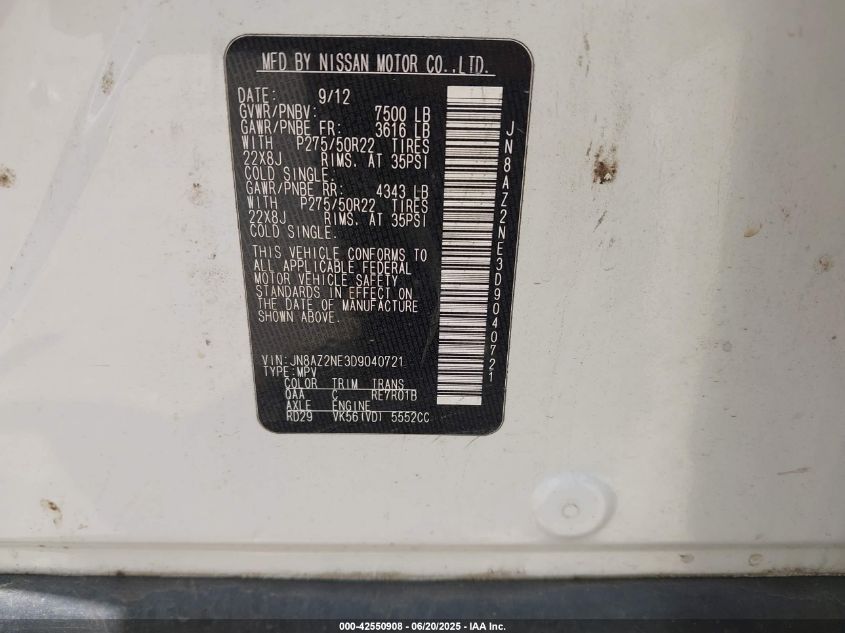 MFD BY NISSAN MOTOR CO.,LTD.
DATE: 9/12
GVWR/PNBV: 7500 LB
GAWR/PNBE FR: 3616 LB
WITH P275/50R22 TIRES
22X8J RIMS. AT 35PSI
COLD SINGLE.
GAWR/PNBE RR: 4343 LB
WITH P275/50R22 TIRES
22X8J RIMS. AT 35PSI
COLD SINGLE.
THIS VEHICLE CONFORMS TO
ALL APPLICABLE FEDERAL
MOTOR VEHICLE SAFETY
STANDARDS IN EFFECT ON
THE DATE OF MANUFACTURE
SHOWN ABOVE.
VIN:JN8AZ2NE3D9040721
TYPE:MPV
COLOR TRIM TRANS
QAA C RE7R01B
AXLE ENGINE
RD29 VK56(VD) 5552CC
JN8AZ2NE3D9040721
000-42550908 - 06/20/2025 - IAA Inc.